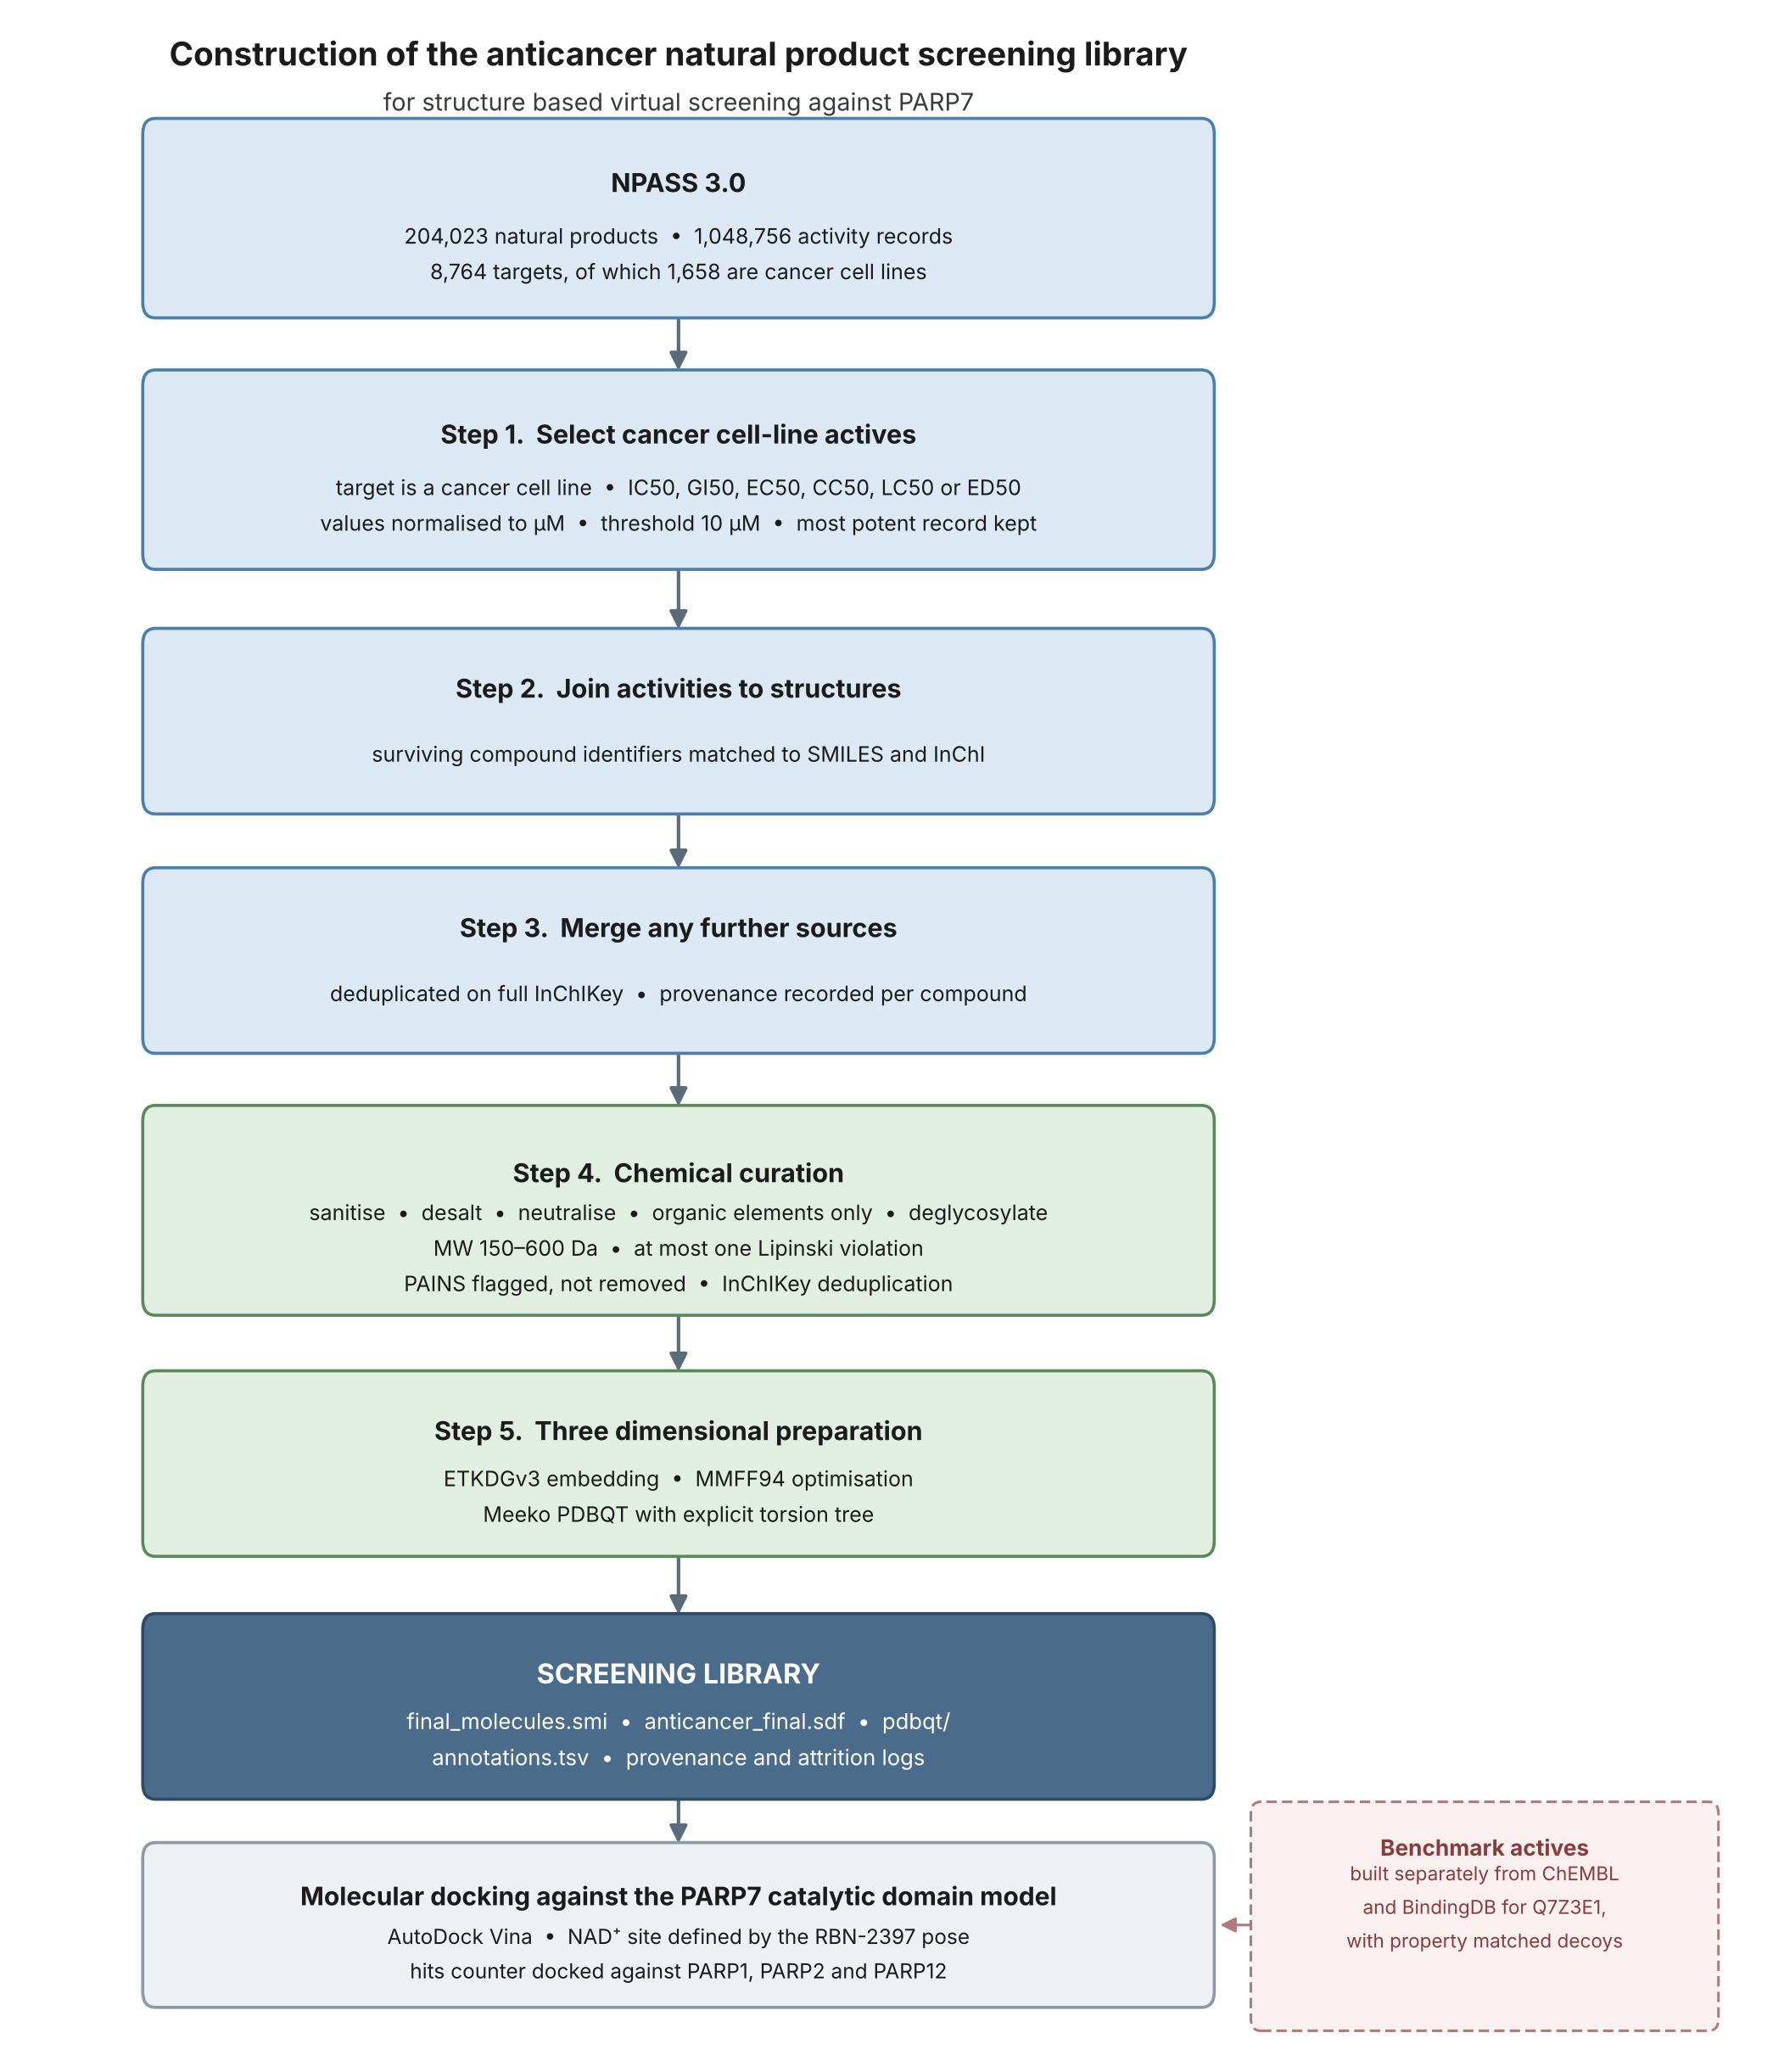 Construction of the anticancer natural product screening library
for structure based virtual screening against PARP7
NPASS 3.0
204,023 natural products • 1,048,756 activity records
8,764 targets, of which 1,658 are cancer cell lines
Step 1. Select cancer cell-line actives
target is a cancer cell line • IC50, GI50, EC50, CC50, LC50 or ED50
values normalised to µM • threshold 10 µM • most potent record kept
Step 2. Join activities to structures
surviving compound identifiers matched to SMILES and InChI
Step 3. Merge any further sources
deduplicated on full InChIKey • provenance recorded per compound
Step 4. Chemical curation
sanitise • desalt • neutralise • organic elements only • deglycosylate
MW 150–600 Da • at most one Lipinski violation
PAINS flagged, not removed • InChIKey deduplication
Step 5. Three dimensional preparation
ETKDGv3 embedding • MMFF94 optimisation
Meeko PDBQT with explicit torsion tree
SCREENING LIBRARY
final_molecules.smi • anticancer_final.sdf • pdbqt/
annotations.tsv • provenance and attrition logs
Molecular docking against the PARP7 catalytic domain model
AutoDock Vina • NAD⁺ site defined by the RBN-2397 pose
hits counter docked against PARP1, PARP2 and PARP12
Benchmark actives
built separately from ChEMBL
and BindingDB for Q7Z3E1,
with property matched decoys